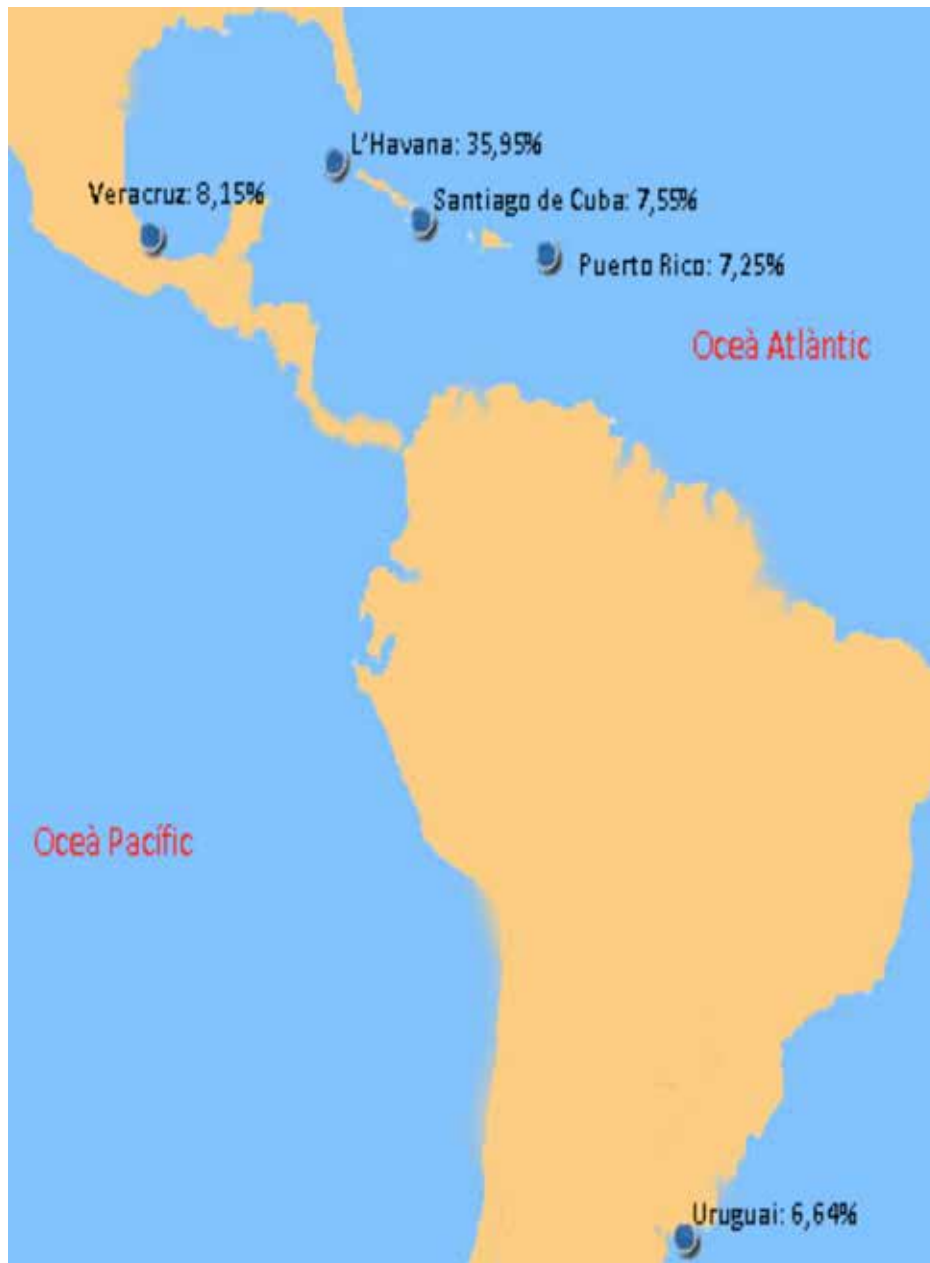 L'Havana: 35,95%
Veracruz: 8,15%
Santiago de Cuba: 7,55%
Puerto Rico: 7,25%
Oceà Atlàntic
Oceà Pacífic
Uruguai: 6,64%